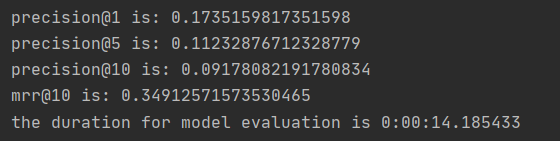 precision@1 is: 0.1735159817351598
precision@5 is: 0.11232876712328779
precision@10 is: 0.09178082191780834
mrr@10 is: 0.34912571573530465
the duration for model evaluation is 0:00:14.185433